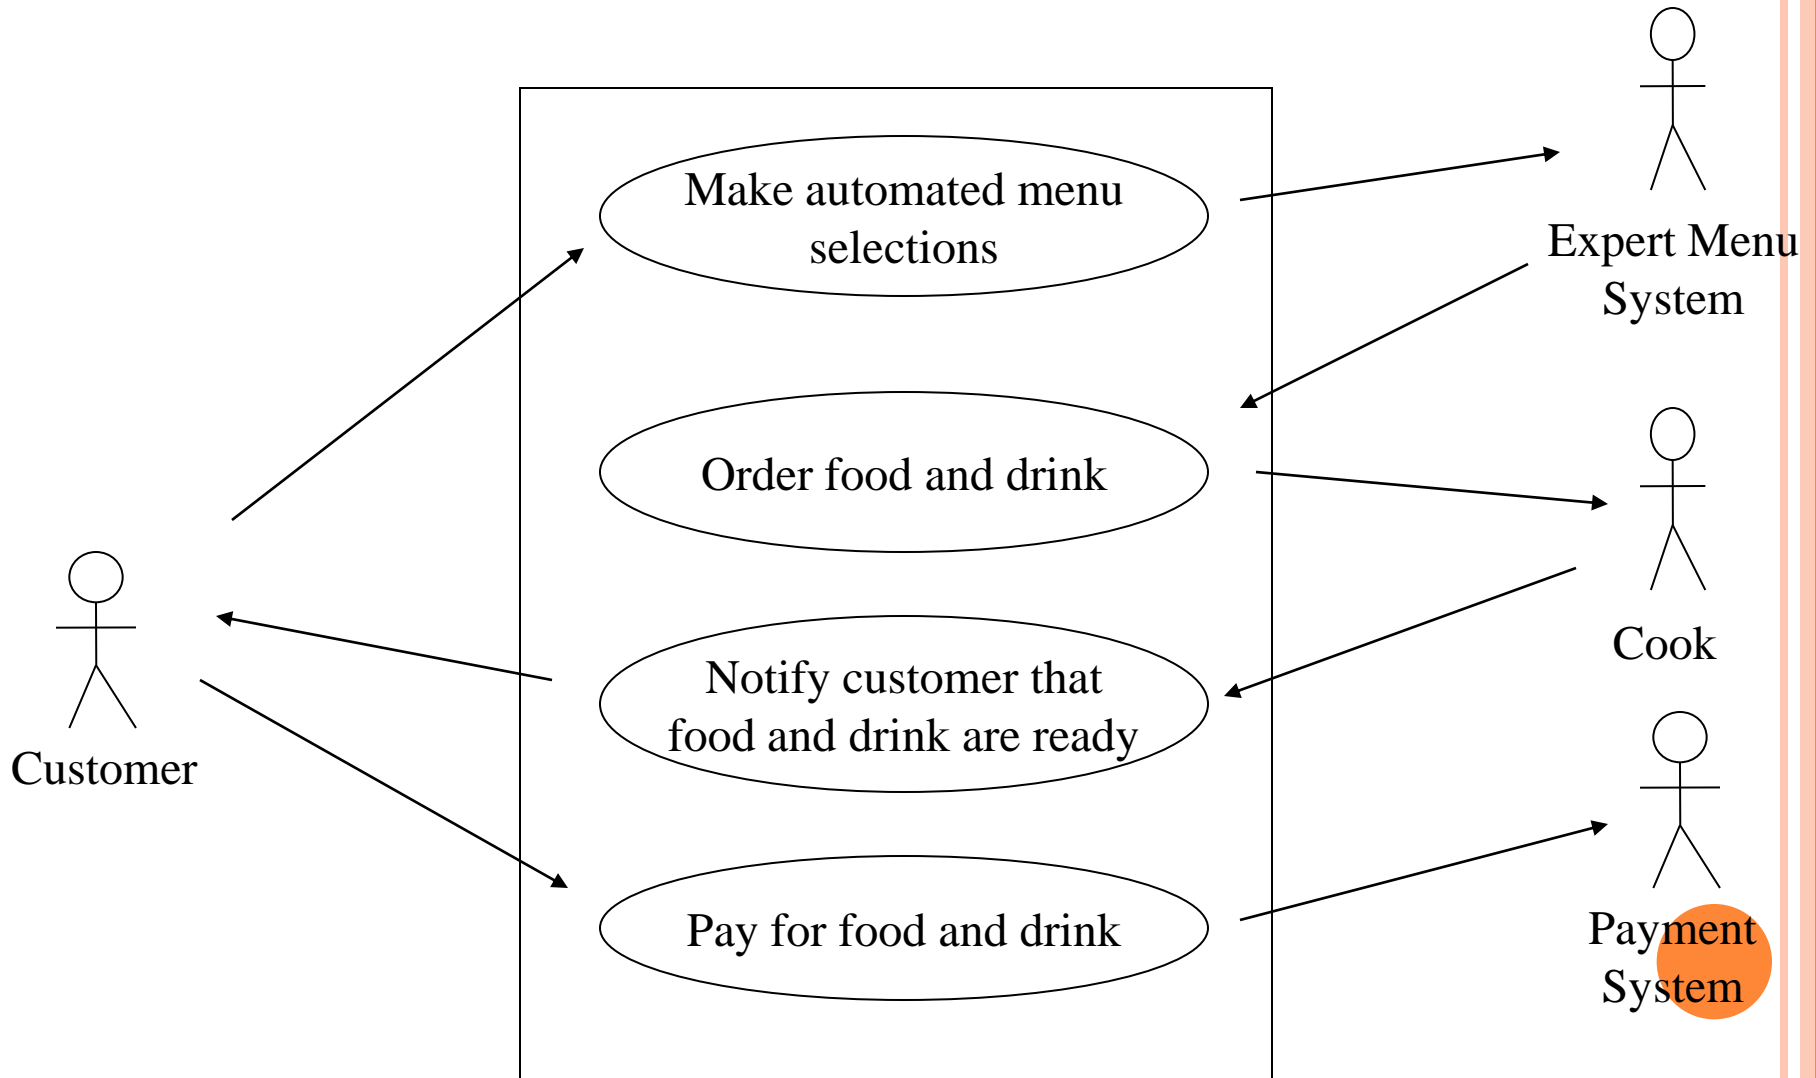 Make automated menu
selections
Expert Menu
System
Order food and drink
Cook
Notify customer that
food and drink are ready
Customer
Pay for food and drink
Payment
System